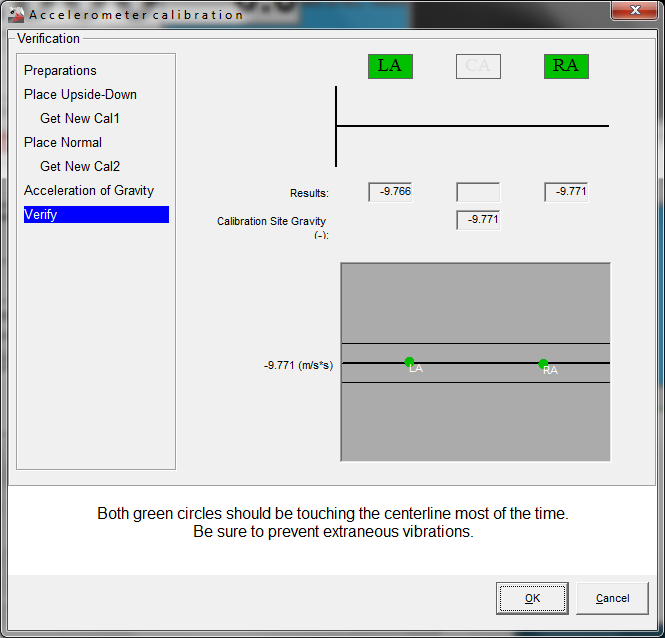 Accelerometer calibration
Verification
Preparations
Place Upside-Down
Get New Cal1
Place Normal
Get New Cal2
Acceleration of Gravity
Verify
LA CA RA
Results: -9.766 -9.771
Calibration Site Gravity -9.771
(-):
-9.771 (m/s*s)
LA RA
Both green circles should be touching the centerline most of the time.
Be sure to prevent extraneous vibrations.
OK Cancel